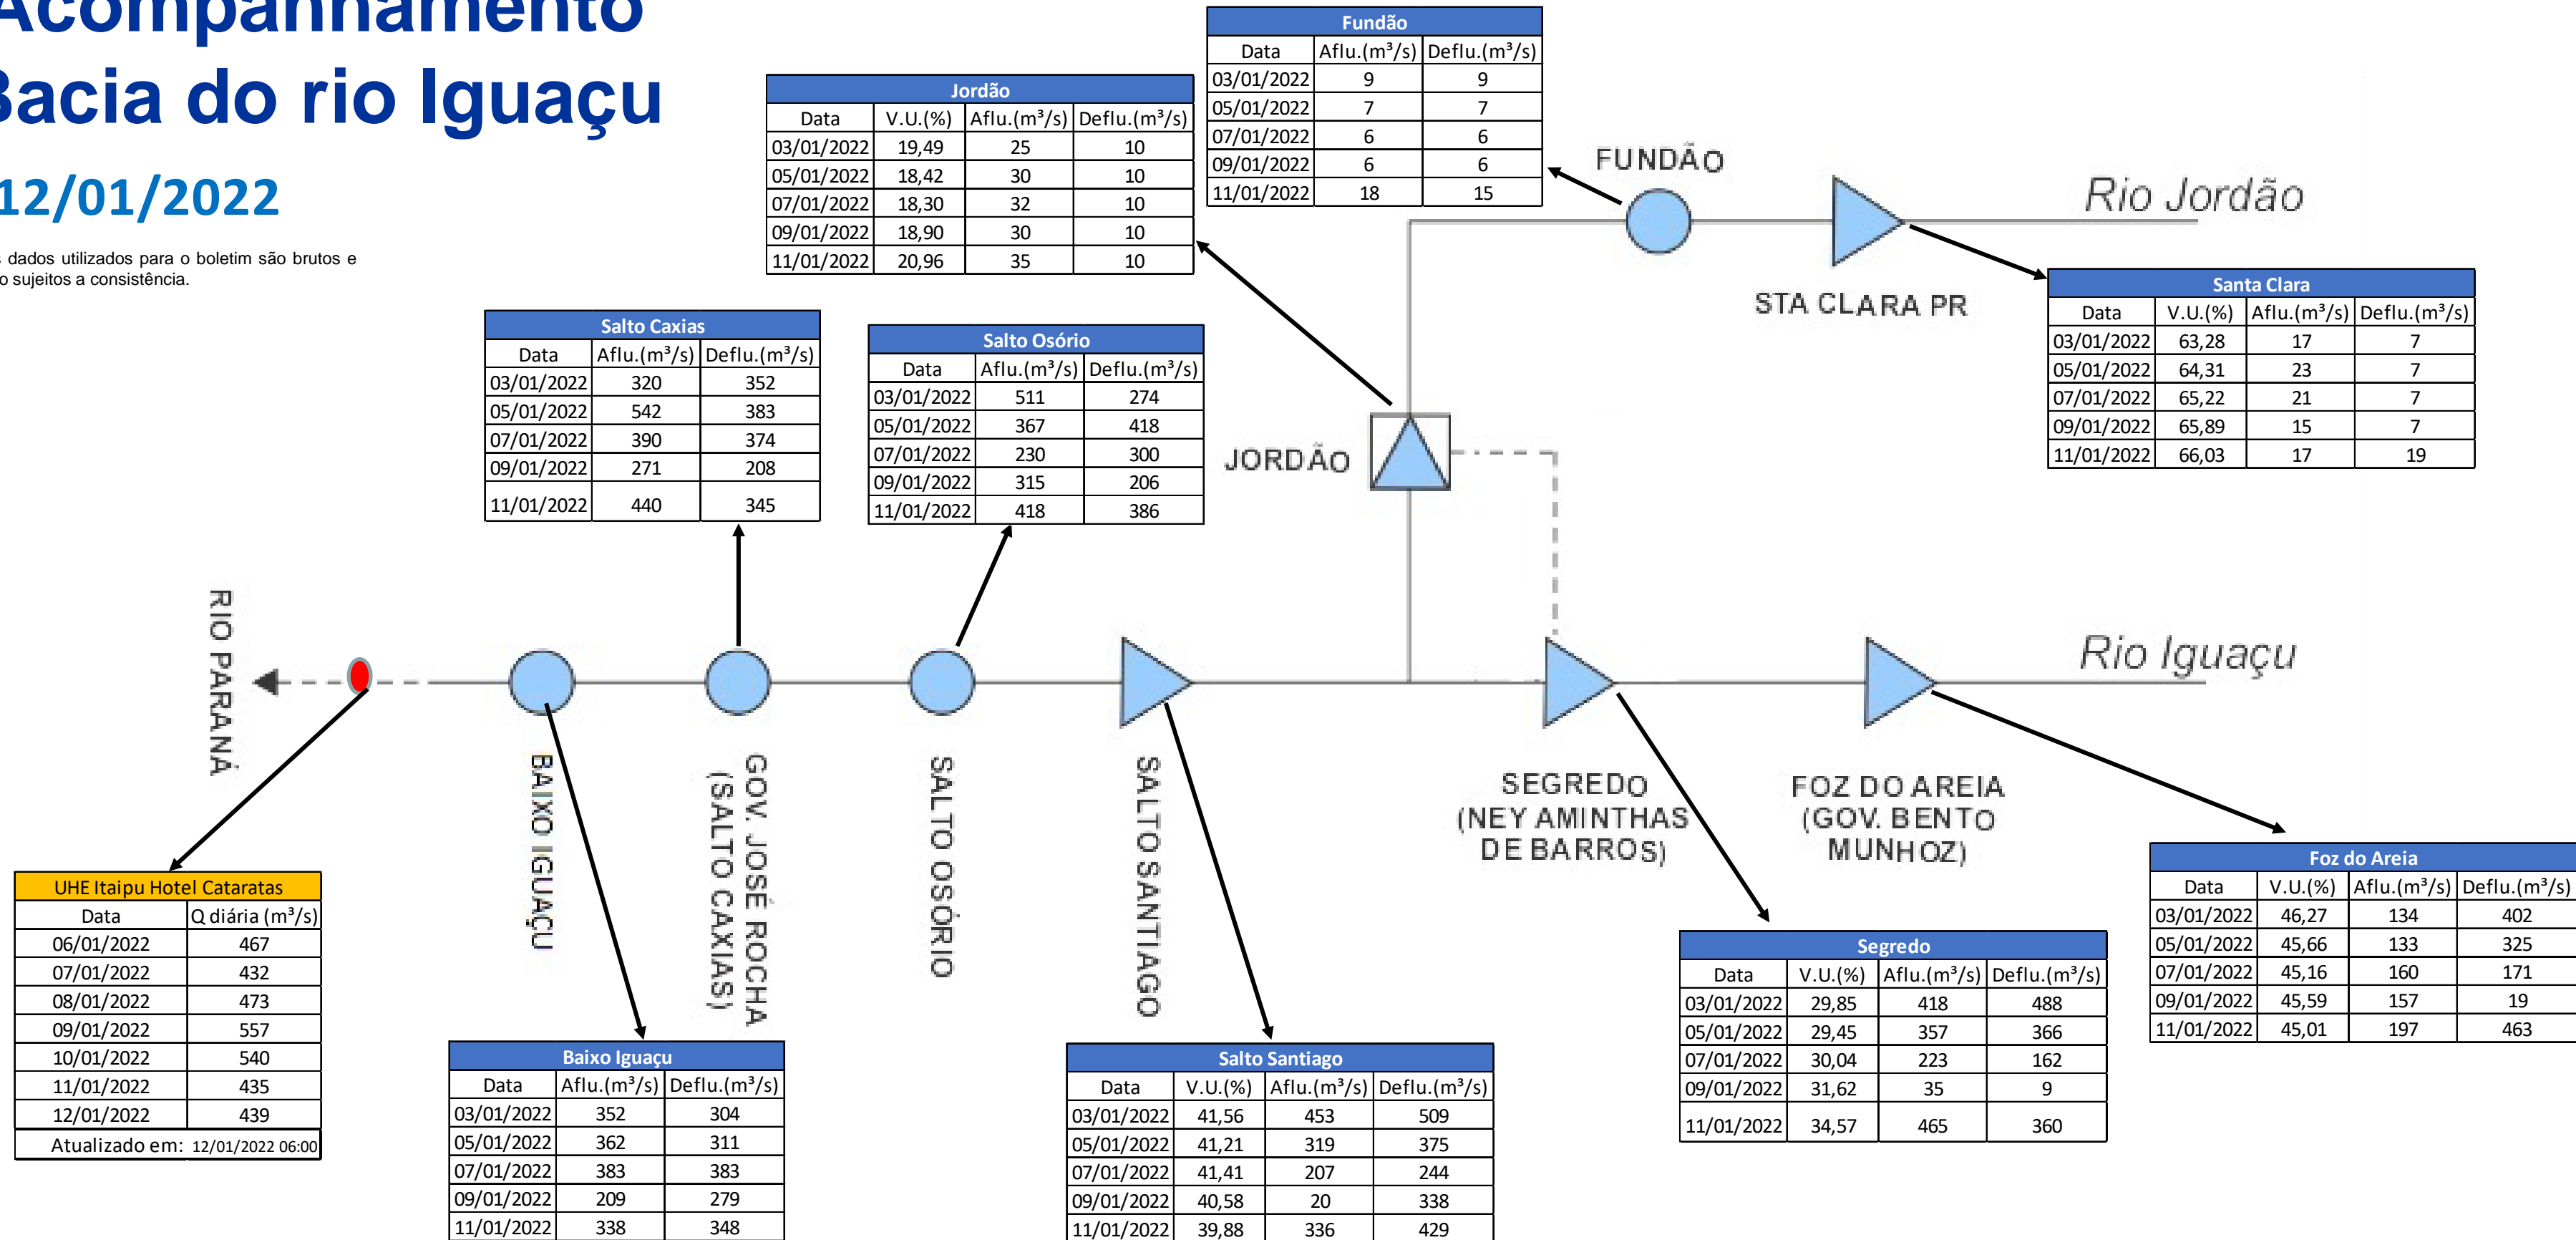 Acompanhamento
Bacia do rio Iguaçu
12/01/2022
s dados utilizados para o boletim são brutos e
o sujeitos a consistência.
Fundão
Data Aflu.(m³/s) Deflu.(m³/s)
03/01/2022 9 9
05/01/2022 7 7
07/01/2022 6 6
09/01/2022 6 6
11/01/2022 18 15
Jordão
Data V.U.(%) Aflu.(m³/s) Deflu.(m³/s)
03/01/2022 19,49 25 10
05/01/2022 18,42 30 10
07/01/2022 18,30 32 10
09/01/2022 18,90 30 10
11/01/2022 20,96 35 10
FUNDÃO
Rio Jordão
STA CLARA PR
Santa Clara
Data V.U.(%) Aflu.(m³/s) Deflu.(m³/s)
03/01/2022 63,28 17 7
05/01/2022 64,31 23 7
07/01/2022 65,22 21 7
09/01/2022 65,89 15 7
11/01/2022 66,03 17 19
Salto Caxias
Data Aflu.(m³/s) Deflu.(m³/s)
03/01/2022 320 352
05/01/2022 542 383
07/01/2022 390 374
09/01/2022 271 208
11/01/2022 440 345
Salto Osório
Data Aflu.(m³/s) Deflu.(m³/s)
03/01/2022 511 274
05/01/2022 367 418
07/01/2022 230 300
09/01/2022 315 206
11/01/2022 418 386
JORDÃO
RIO PARANÁ
Rio Iguaçu
BAIXO IGUAÇU
GOV. JOSÉ ROCHA
(SALTO CAXIAS)
SALTO OSÓRIO
SALTO SANTIAGO
SEGREDO
(NEY AMINTHAS
DE BARROS)
FOZ DO AREIA
(GOV. BENTO
MUNHOZ)
UHE Itaipu Hotel Cataratas
Data Q diária (m³/s)
06/01/2022 467
07/01/2022 432
08/01/2022 473
09/01/2022 557
10/01/2022 540
11/01/2022 435
12/01/2022 439
Atualizado em: 12/01/2022 06:00
Baixo Iguaçu
Data Aflu.(m³/s) Deflu.(m³/s)
03/01/2022 352 304
05/01/2022 362 311
07/01/2022 383 383
09/01/2022 209 279
11/01/2022 338 348
Salto Santiago
Data V.U.(%) Aflu.(m³/s) Deflu.(m³/s)
03/01/2022 41,56 453 509
05/01/2022 41,21 319 375
07/01/2022 41,41 207 244
09/01/2022 40,58 20 338
11/01/2022 39,88 336 429
Segredo
Data V.U.(%) Aflu.(m³/s) Deflu.(m³/s)
03/01/2022 29,85 418 488
05/01/2022 29,45 357 366
07/01/2022 30,04 223 162
09/01/2022 31,62 35 9
11/01/2022 34,57 465 360
Foz do Areia
Data V.U.(%) Aflu.(m³/s) Deflu.(m³/s)
03/01/2022 46,27 134 402
05/01/2022 45,66 133 325
07/01/2022 45,16 160 171
09/01/2022 45,59 157 19
11/01/2022 45,01 197 463